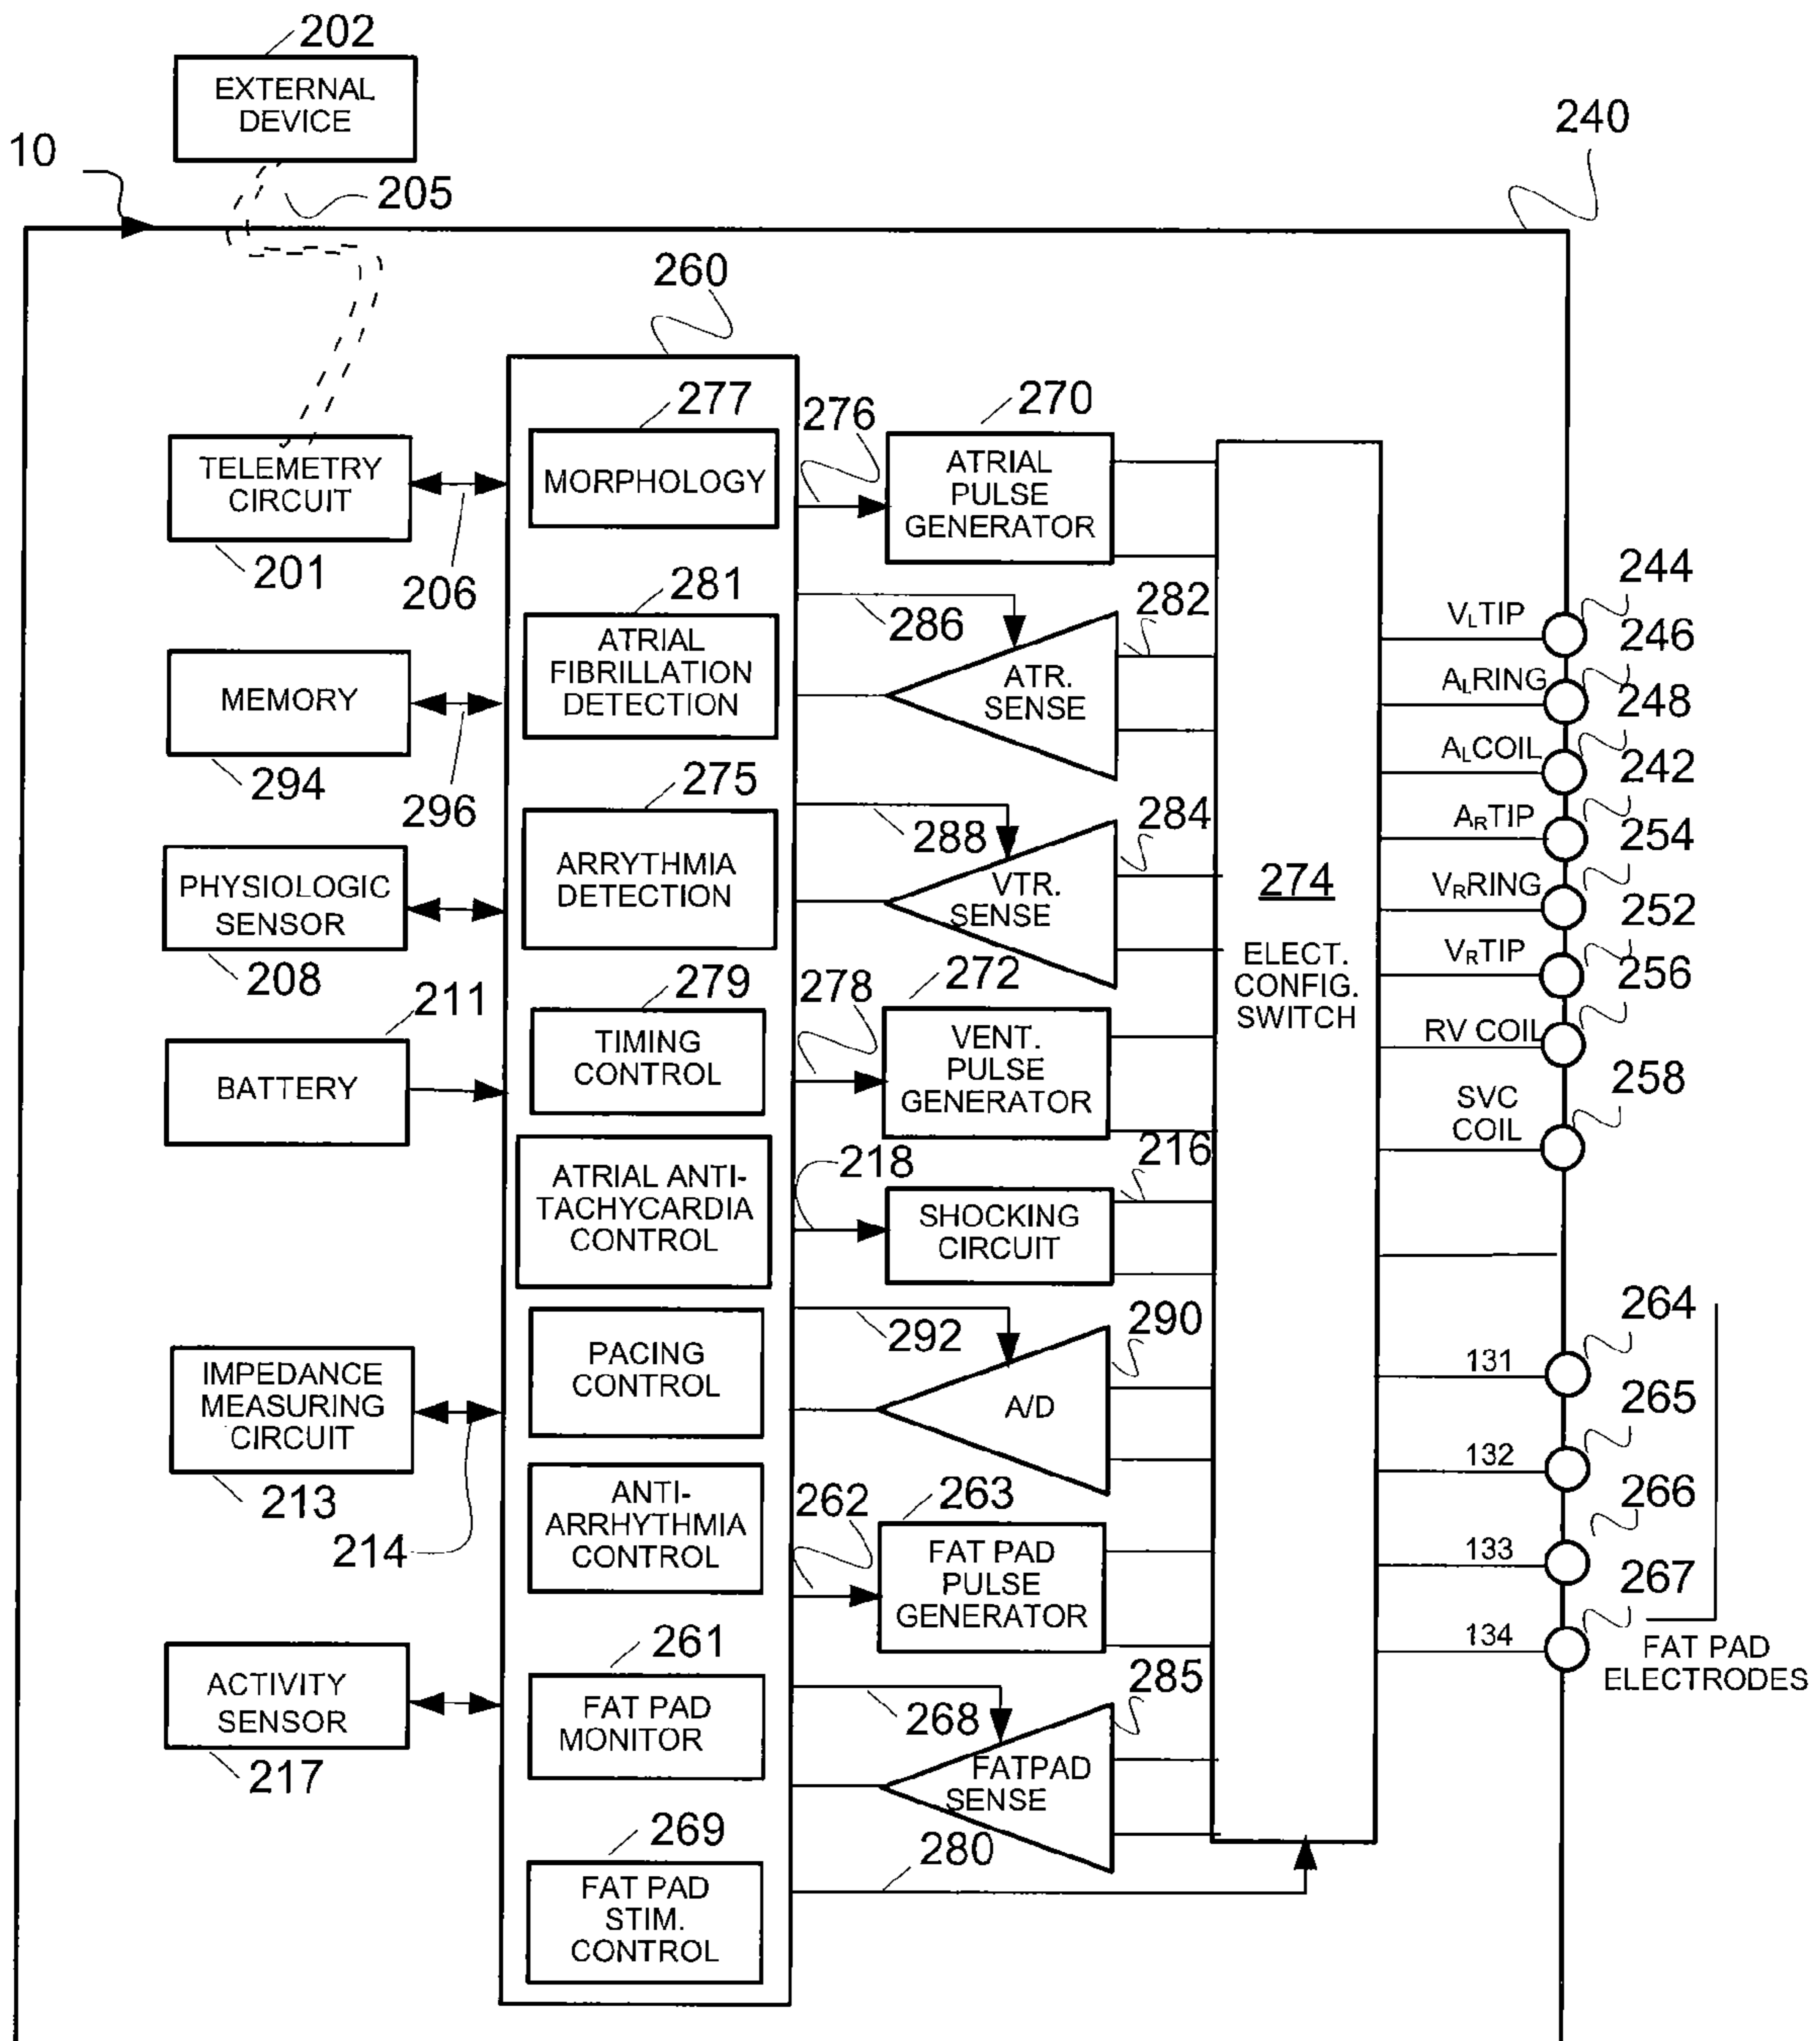 202
EXTERNAL
DEVICE
10
205
240
260
277
MORPHOLOGY
276
270
ATRIAL
PULSE
GENERATOR
TELEMETRY
CIRCUIT
201
206
281
ATRIAL
FIBRILLATION
DETECTION
286
282
ATR.
SENSE
MEMORY
294
296
275
ARRYTHMIA
DETECTION
288
284
VTR.
SENSE
PHYSIOLOGIC
SENSOR
208
211
BATTERY
279
TIMING
CONTROL
278
272
VENT.
PULSE
GENERATOR
ATRIAL ANTI-
TACHYCARDIA
CONTROL
218
216
SHOCKING
CIRCUIT
IMPEDANCE
MEASURING
CIRCUIT
213
214
PACING
CONTROL
292
290
A/D
ANTI-
ARRHYTHMIA
CONTROL
262
263
FAT PAD
PULSE
GENERATOR
ACTIVITY
SENSOR
217
261
FAT PAD
MONITOR
268
285
FATPAD
SENSE
269
FAT PAD
STIM.
CONTROL
280
274
ELECT.
CONFIG.
SWITCH
244
VLTIP
246
ALRING
248
ALCOIL
242
ARTIP
254
VRRING
252
VRTIP
256
RV COIL
258
SVC
COIL
264
131
265
132
266
133
267
134
FAT PAD
ELECTRODES